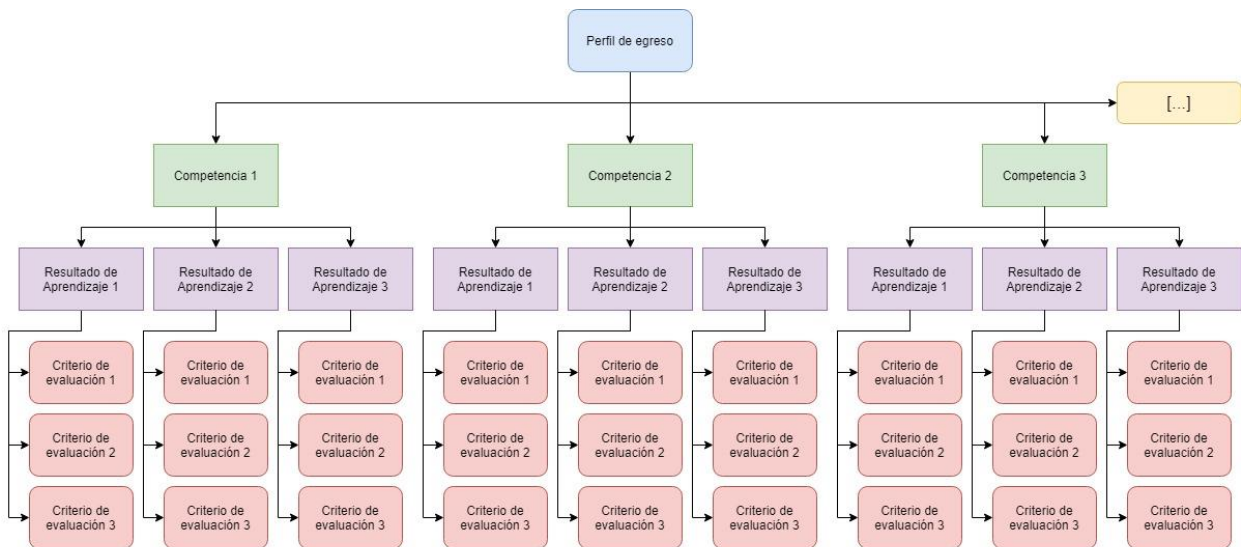 Perfil de egreso
[...]
Competencia 1
Competencia 2
Competencia 3
Resultado de
Aprendizaje 1
Resultado de
Aprendizaje 2
Resultado de
Aprendizaje 3
Resultado de
Aprendizaje 1
Resultado de
Aprendizaje 2
Resultado de
Aprendizaje 3
Resultado de
Aprendizaje 1
Resultado de
Aprendizaje 2
Resultado de
Aprendizaje 3
Criterio de
evaluación 1
Criterio de
evaluación 1
Criterio de
evaluación 1
Criterio de
evaluación 1
Criterio de
evaluación 1
Criterio de
evaluación 1
Criterio de
evaluación 1
Criterio de
evaluación 1
Criterio de
evaluación 1
Criterio de
evaluación 2
Criterio de
evaluación 2
Criterio de
evaluación 2
Criterio de
evaluación 2
Criterio de
evaluación 2
Criterio de
evaluación 2
Criterio de
evaluación 2
Criterio de
evaluación 2
Criterio de
evaluación 2
Criterio de
evaluación 3
Criterio de
evaluación 3
Criterio de
evaluación 3
Criterio de
evaluación 3
Criterio de
evaluación 3
Criterio de
evaluación 3
Criterio de
evaluación 3
Criterio de
evaluación 3
Criterio de
evaluación 3